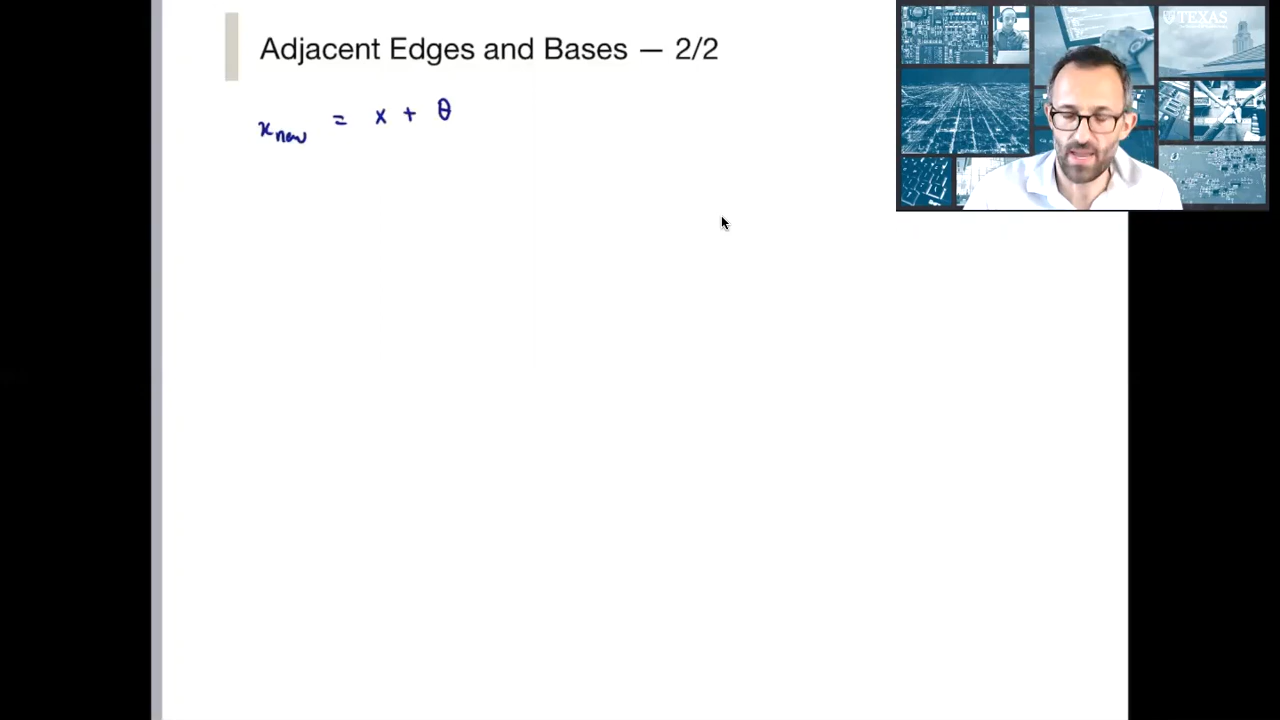 Adjacent Edges and Bases — 2/2
TEXAS
x_new = x + θ